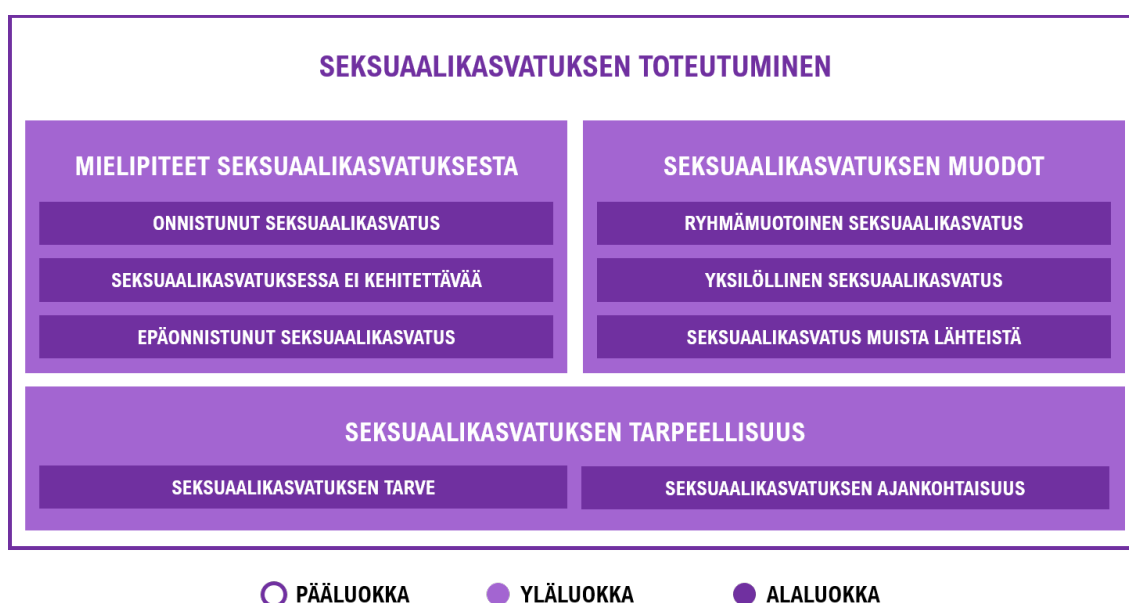 SEKSUAALIKASVATUKSEN TOTEUTUMINEN
MIELIPITEET SEKSUAALIKASVATUKSESTA
ONNISTUNUT SEKSUAALIKASVATUS
SEKSUAALIKASVATUKSESSA EI KEHITETTÄVÄÄ
EPÄONNISTUNUT SEKSUAALIKASVATUS
SEKSUAALIKASVATUKSEN MUODOT
RYHMÄMUOTOINEN SEKSUAALIKASVATUS
YKSILÖLLINEN SEKSUAALIKASVATUS
SEKSUAALIKASVATUS MUISTA LÄHTEISTÄ
SEKSUAALIKASVATUKSEN TARPEELLISUUS
SEKSUAALIKASVATUKSEN TARVE
SEKSUAALIKASVATUKSEN AJANKOHTAISUUS
PÄÄLUOKKA
YLÄLUOKKA
ALALUOKKA